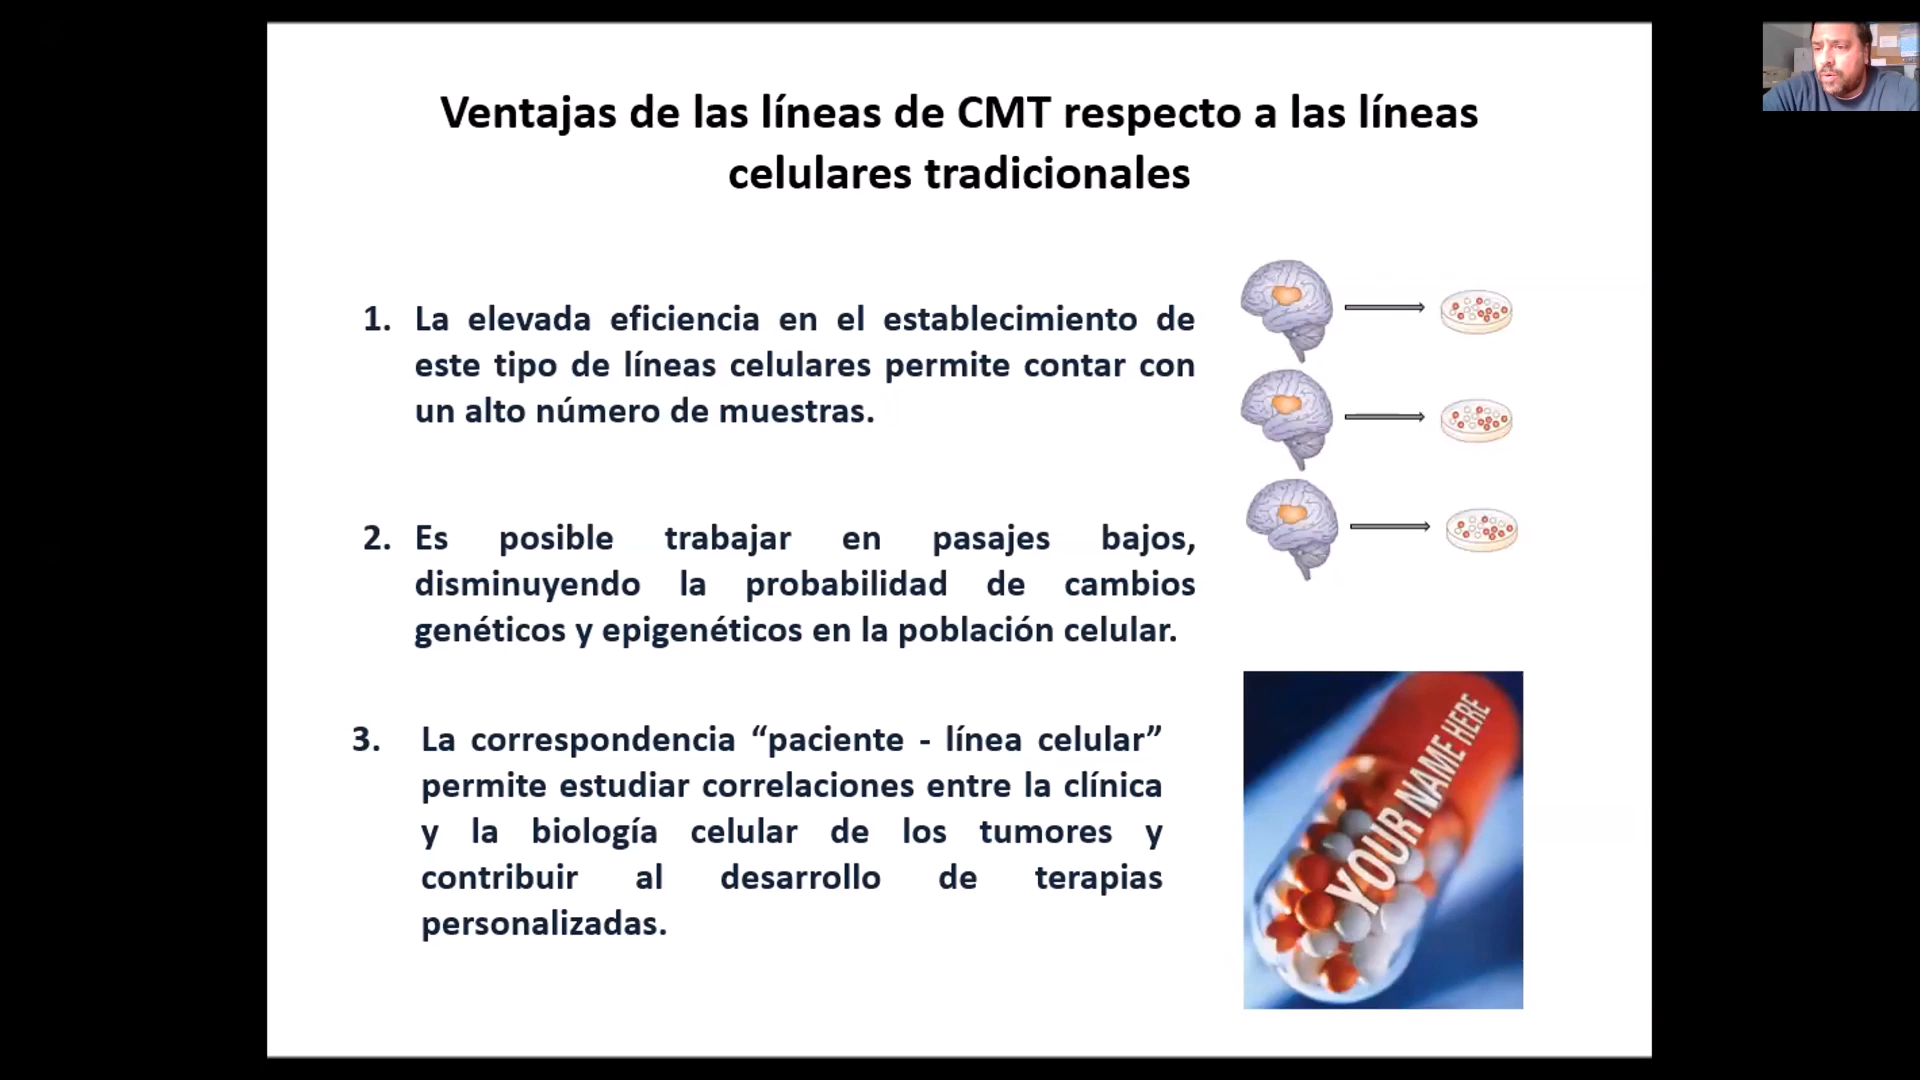 Ventajas de las líneas de CMT respecto a las líneas
celulares tradicionales
1. La elevada eficiencia en el establecimiento de
este tipo de líneas celulares permite contar con
un alto número de muestras.
2. Es posible trabajar en pasajes bajos,
disminuyendo la probabilidad de cambios
genéticos y epigenéticos en la población celular.
3. La correspondencia “paciente - línea celular”
permite estudiar correlaciones entre la clínica
y la biología celular de los tumores y
contribuir al desarrollo de terapias
personalizadas.
YOUR NAME HERE